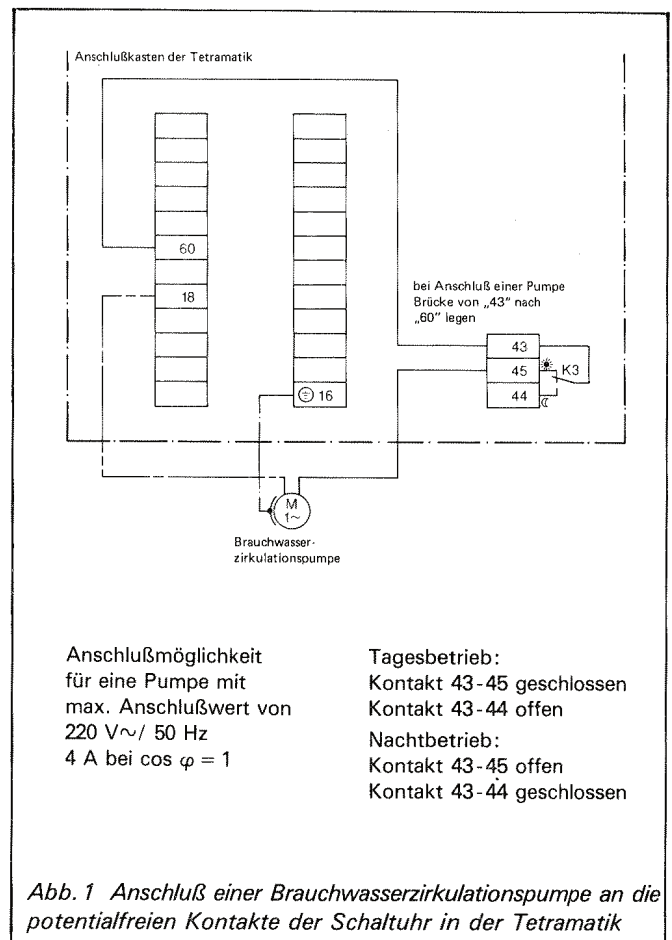 Anschlußkasten der Tetramatik
60
18
16
bei Anschluß einer Pumpe
Brücke von „43” nach
„60” legen
43
45
44
K3
M
1~
Brauchwasser-
zirkulationspumpe
Anschlußmöglichkeit
für eine Pumpe mit
max. Anschlußwert von
220 V~/ 50 Hz
4 A bei cos φ = 1
Tagesbetrieb:
Kontakt 43-45 geschlossen
Kontakt 43-44 offen
Nachtbetrieb:
Kontakt 43-45 offen
Kontakt 43-44 geschlossen
Abb. 1 Anschluß einer Brauchwasserzirkulationspumpe an die
potentialfreien Kontakte der Schaltuhr in der Tetramatik